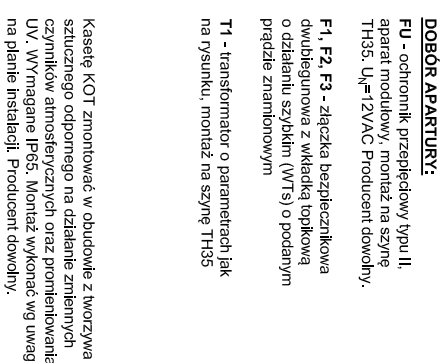 DOBÓR APARTURY:
FU - ochronnik przepięciowy typu II,
aparat modułowy, montaż na szynę
TH35. UN=12VAC Producent dowolny.
F1, F2, F3 - złączka bezpiecznikowa
dwubiegunowa z wkładką topikową
o działaniu szybkim (WTs) o podanym
prądzie znamionowym
T1 - transformator o parametrach jak
na rysunku, montaż na szynę TH35
Kasetę KOT zmontować w obudowie z tworzywa
sztucznego odpornego na działanie zmiennych
czynników atmosferycznych oraz promieniowania
UV. WYmagane IP65. Montaż wykonać wg uwag
na planie instalacji. Producent dowolny.